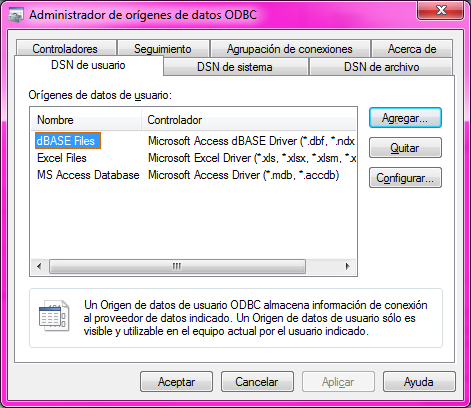 Administrador de orígenes de datos ODBC
Controladores Seguimiento Agrupación de conexiones Acerca de
DSN de usuario DSN de sistema DSN de archivo
Orígenes de datos de usuario:
Nombre Controlador
dBASE Files Microsoft Access dBASE Driver (*.dbf, *.ndx
Excel Files Microsoft Excel Driver (*.xls, *.xlsx, *.xlsm, *.x
MS Access Database Microsoft Access Driver (*.mdb, *.accdb)
Agregar...
Quitar
Configurar...
Un Origen de datos de usuario ODBC almacena información de conexión
al proveedor de datos indicado. Un Origen de datos de usuario sólo es
visible y utilizable en el equipo actual por el usuario indicado.
Aceptar Cancelar Aplicar Ayuda